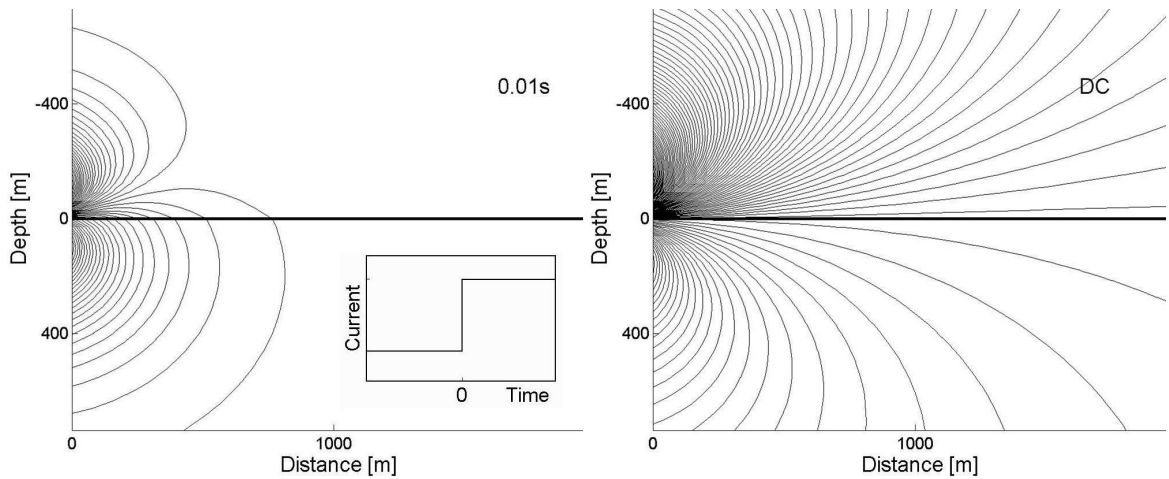 0.01s
Depth [m]
-400
0
400
Current
0
Time
0
1000
Distance [m]
DC
Depth [m]
-400
0
400
0
1000
Distance [m]